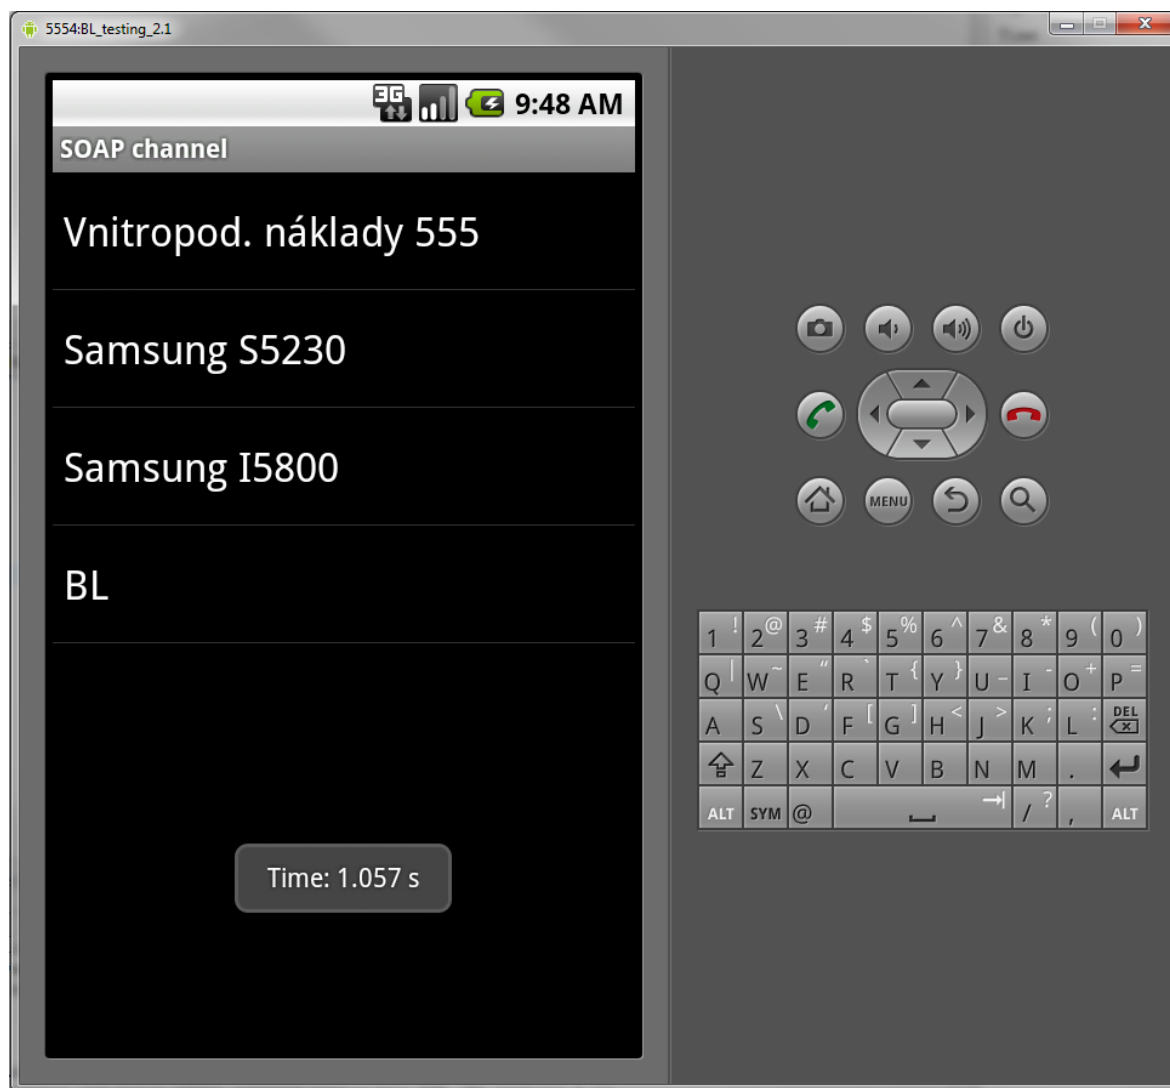 5554:BL_testing_2.1
3G 9:48 AM
SOAP channel
Vnitropod. náklady 555
Samsung S5230
Samsung I5800
BL
Time: 1.057 s
MENU
1 ! 2 @ 3 # 4 $ 5 % 6 ^ 7 & 8 * 9 ( 0 )
Q | W ~ E “ R ` T { Y } U _ I - O + P =
A S \ D ‘ F [ G ] H < J > K ; L : DEL
Z X C V B N M .
ALT SYM @ / ? , ALT